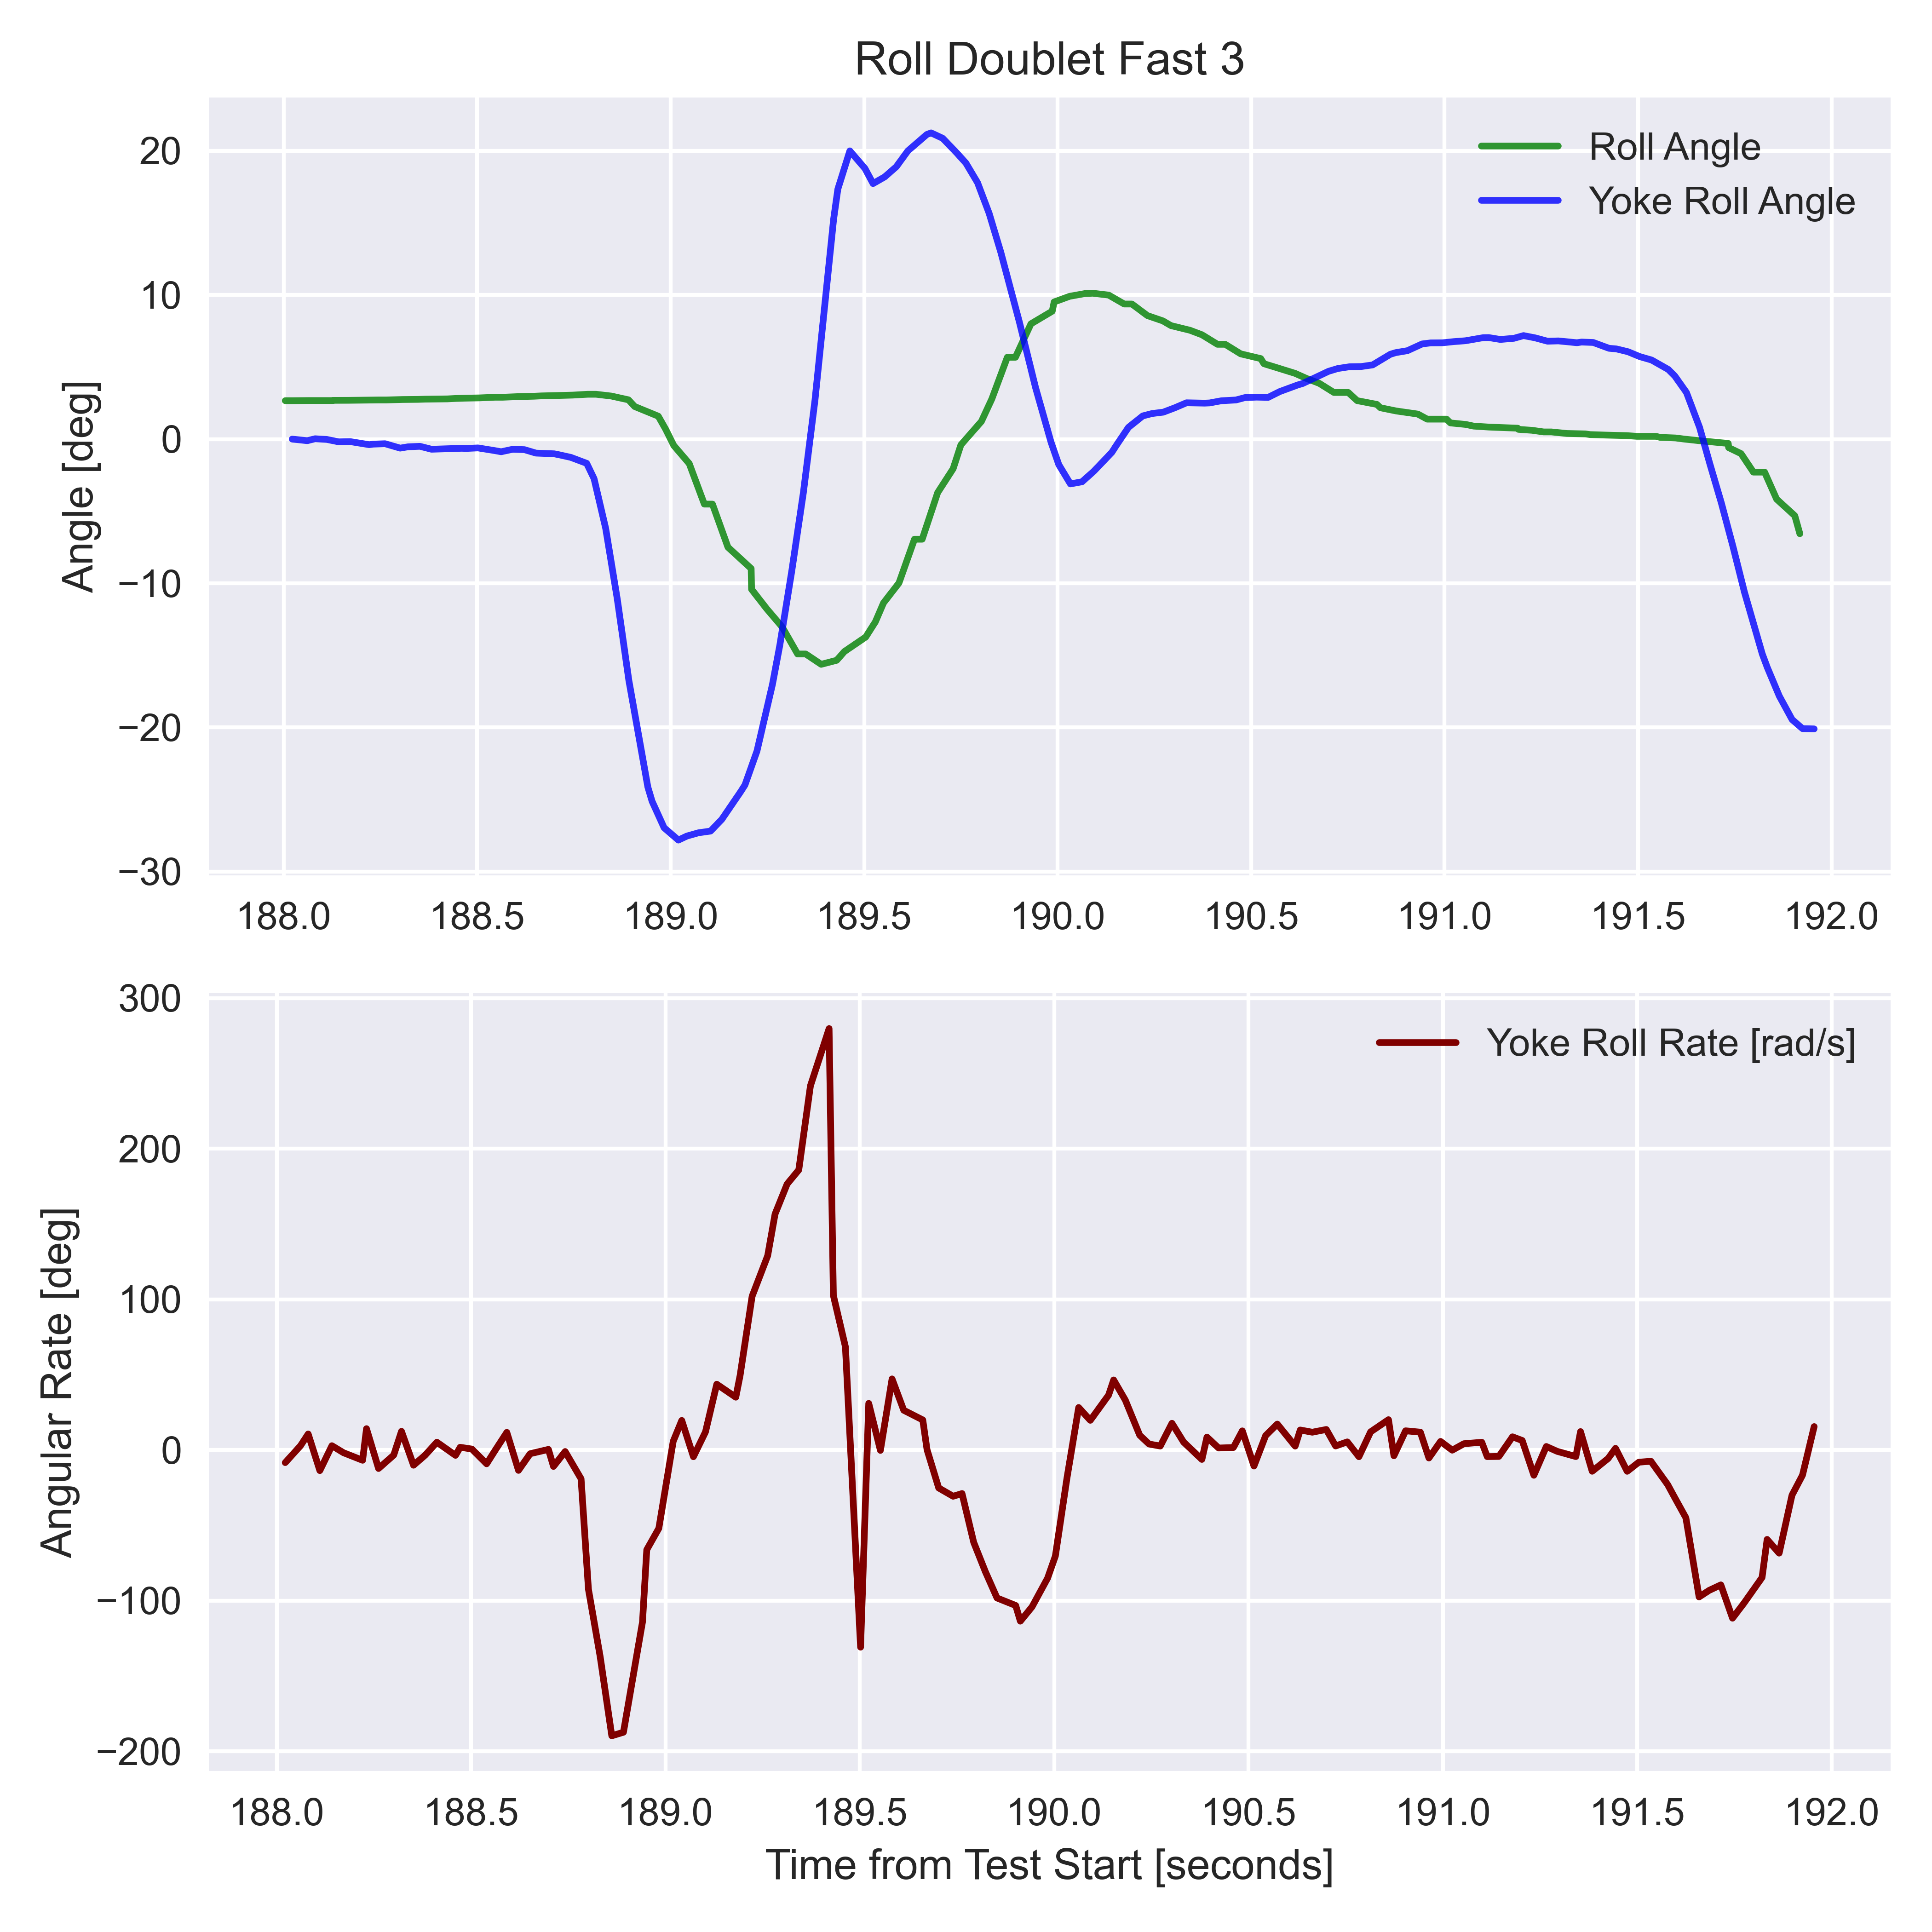 Roll Doublet Fast 3
Roll Angle
Yoke Roll Angle
Angle [deg]
20
10
0
−10
−20
−30
188.0 188.5 189.0 189.5 190.0 190.5 191.0 191.5 192.0
Yoke Roll Rate [rad/s]
Angular Rate [deg]
300
200
100
0
−100
−200
188.0 188.5 189.0 189.5 190.0 190.5 191.0 191.5 192.0
Time from Test Start [seconds]